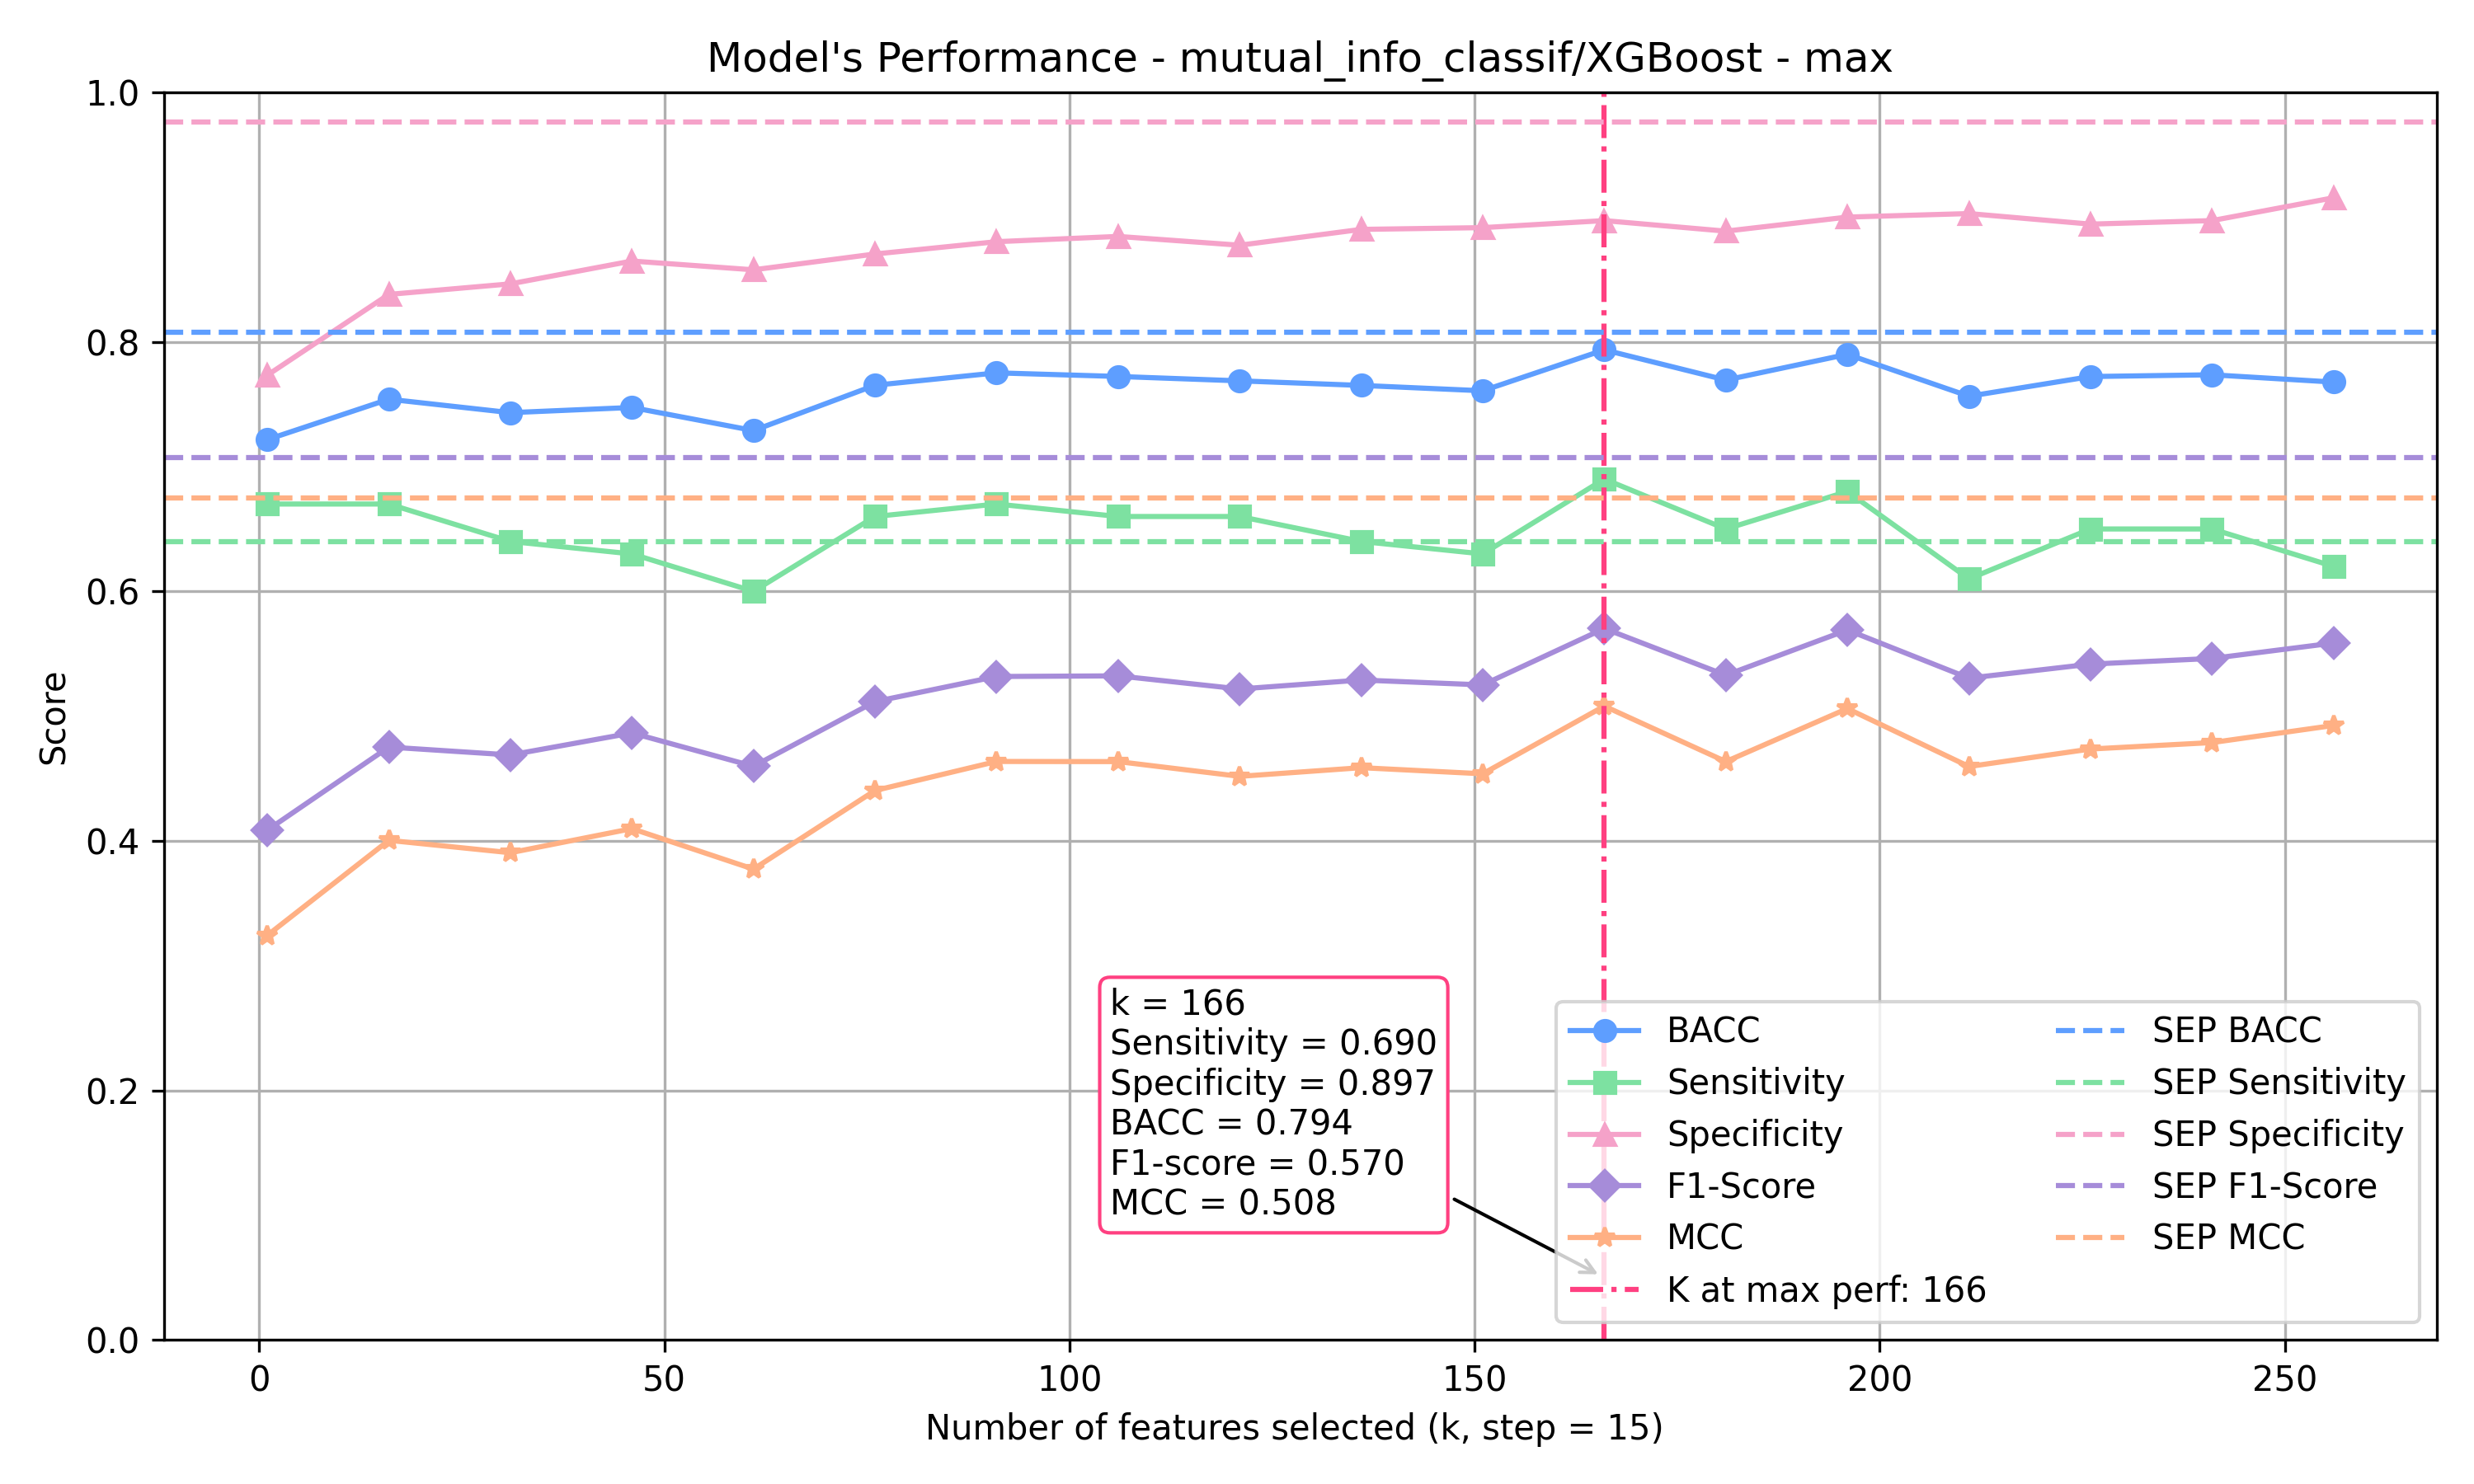 Model's Performance - mutual_info_classif/XGBoost - max
Score
1.0
0.8
0.6
0.4
0.2
0.0
k = 166
Sensitivity = 0.690
Specificity = 0.897
BACC = 0.794
F1-score = 0.570
MCC = 0.508
BACC
Sensitivity
Specificity
F1-Score
MCC
K at max perf: 166
SEP BACC
SEP Sensitivity
SEP Specificity
SEP F1-Score
SEP MCC
0 50 100 150 200 250
Number of features selected (k, step = 15)